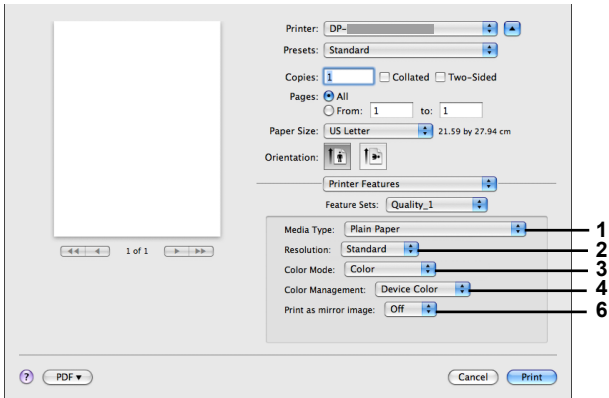 Printer: DP-
Presets: Standard
Copies: 1 Collated Two-Sided
Pages: All
From: 1 to: 1
Paper Size: US Letter 21.59 by 27.94 cm
Orientation:
Printer Features
Feature Sets: Quality_1
Media Type: Plain Paper 1
Resolution: Standard 2
Color Mode: Color 3
Color Management: Device Color 4
Print as mirror image: Off 6
1 of 1
? PDF▾ Cancel Print